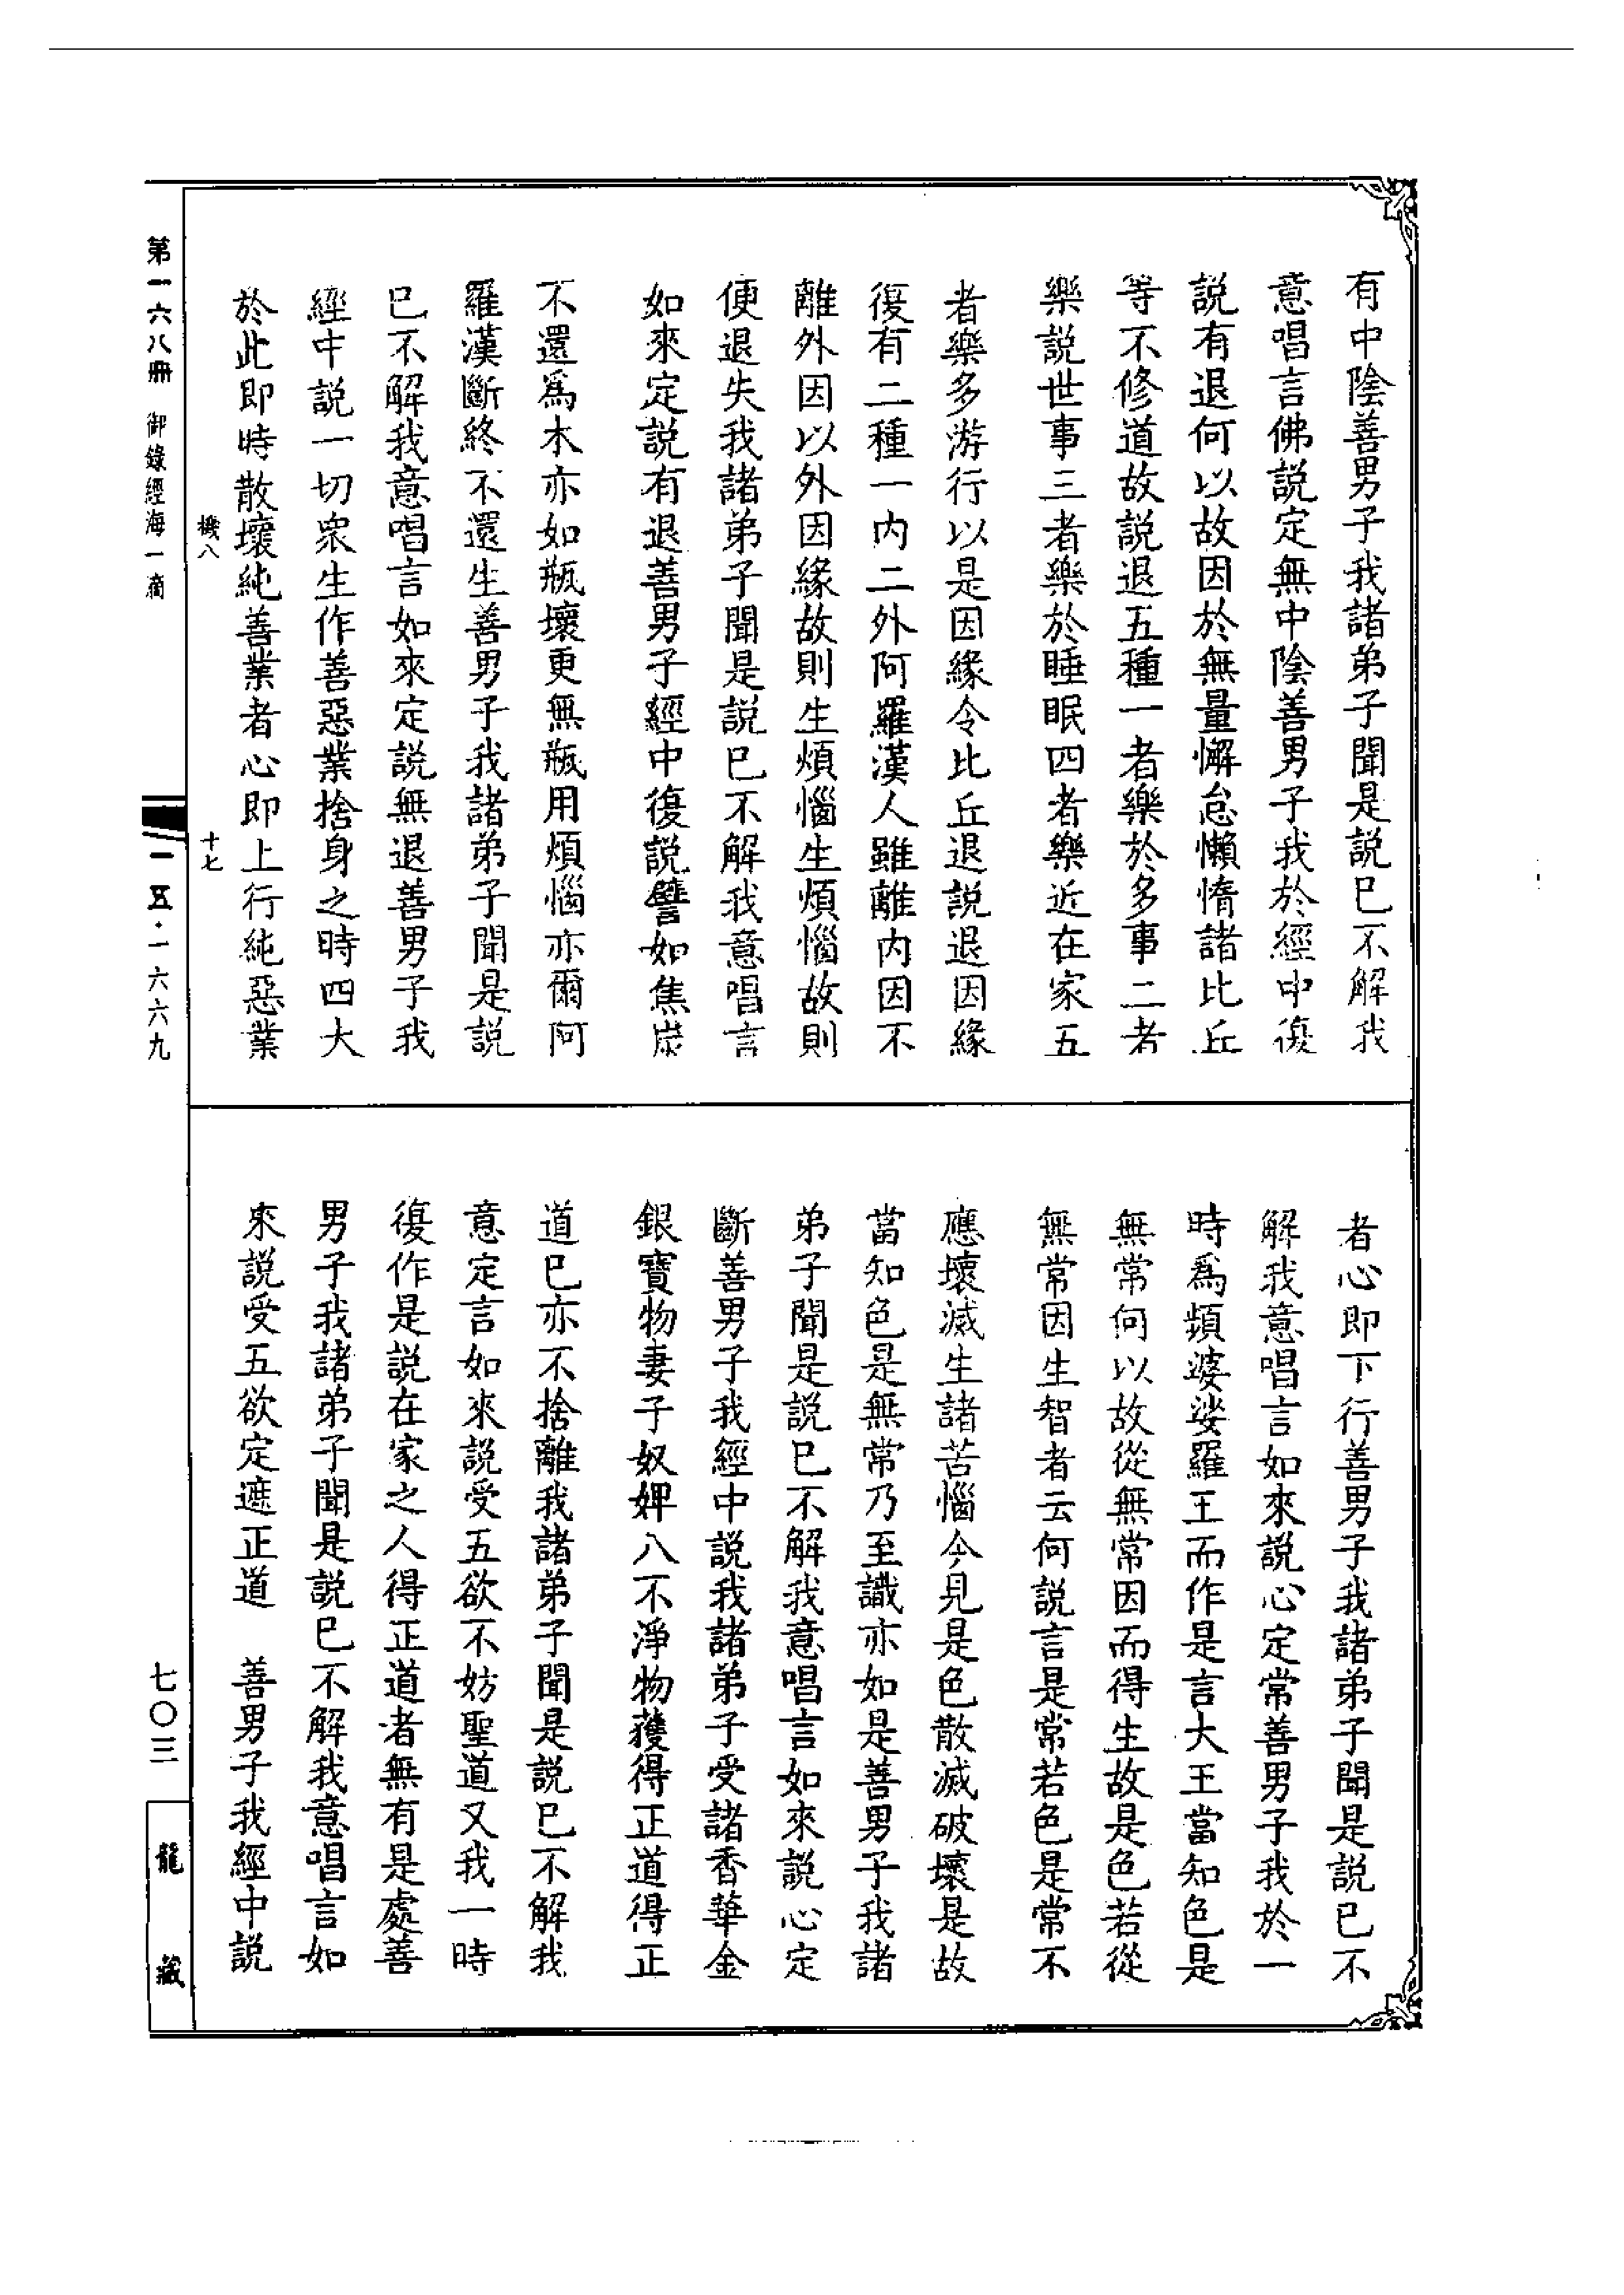 有中陰善男子我諸弟子聞是説已不解我
意唱言佛説定無中陰善男子我於經中復
説有退何以故因於無量懈怠懶惰諸比丘
等不修道故説退五種一者樂於多事二者
樂説世事三者樂於睡眠四者樂近在家五
者樂多游行以是因緣令比丘退説退因緣
復有二種一内二外阿羅漢人雖離内因不
離外因以外因緣故則生煩惱生煩惱故則
便退失我諸弟子聞是説已不解我意唱言
如來定説有退善男子經中復説譬如焦炭
不還爲木亦如瓶壞更無瓶用煩惱亦爾阿
羅漢斷終不還生善男子我諸弟子聞是説
已不解我意唱言如來定説無退善男子我
經中説一切衆生作善惡業捨身之時四大
於此即時散壞純善業者心即上行純惡業
機八
十七
者心即下行善男子我諸弟子聞是説已不
解我意唱言如來説心定常善男子我於一
時爲頻婆娑羅王而作是言大王當知色是
無常何以故從無常因而得生故是色若從
無常因生智者云何説言是常若色是常不
應壞滅生諸苦惱今見是色散滅破壞是故
當知色是無常乃至識亦如是善男子我諸
弟子聞是説已不解我意唱言如來説心定
斷善男子我經中説我諸弟子受諸香華金
銀寶物妻子奴婢八不淨物獲得正道得正
道已亦不捨離我諸弟子聞是説已不解我
意定言如來説受五欲不妨聖道又我一時
復作是説在家之人得正道者無有是處善
男子我諸弟子聞是説已不解我意唱言如
來説受五欲定遮正道　善男子我經中説
第一六八冊　御錄經海一滴
一五·一六六九
七〇三
龍藏